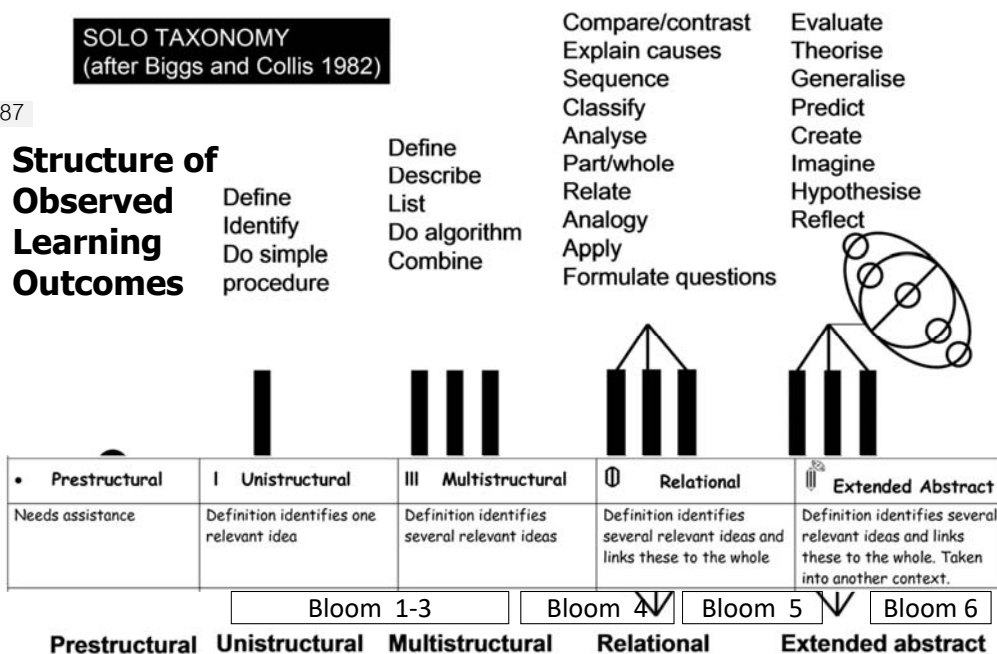 SOLO TAXONOMY
(after Biggs and Collis 1982)
87
Structure of
Observed
Learning
Outcomes
Define
Identify
Do simple
procedure
Define
Describe
List
Do algorithm
Combine
Compare/contrast
Explain causes
Sequence
Classify
Analyse
Part/whole
Relate
Analogy
Apply
Formulate questions
Evaluate
Theorise
Generalise
Predict
Create
Imagine
Hypothesise
Reflect
• Prestructural
I Unistructural
III Multistructural
Relational
Extended Abstract
Needs assistance
Definition identifies one
relevant idea
Definition identifies
several relevant ideas
Definition identifies
several relevant ideas and
links these to the whole
Definition identifies several
relevant ideas and links
these to the whole. Taken
into another context.
Bloom 1-3
Bloom 4
Bloom 5
Bloom 6
Prestructural
Unistructural
Multistructural
Relational
Extended abstract